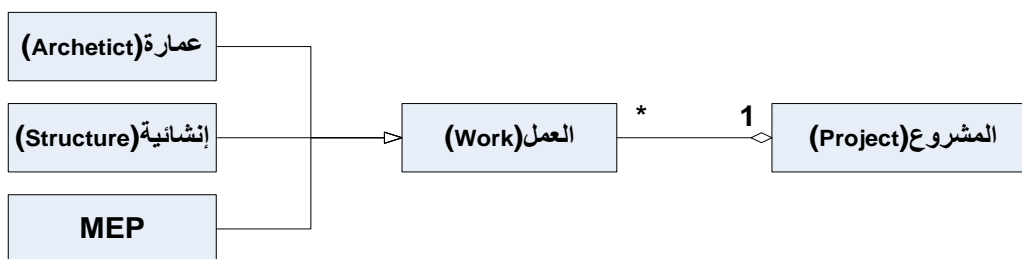 عمارة(Archetict)
إنشائية(Structure)
MEP
العمل(Work)
*
1
المشروع(Project)